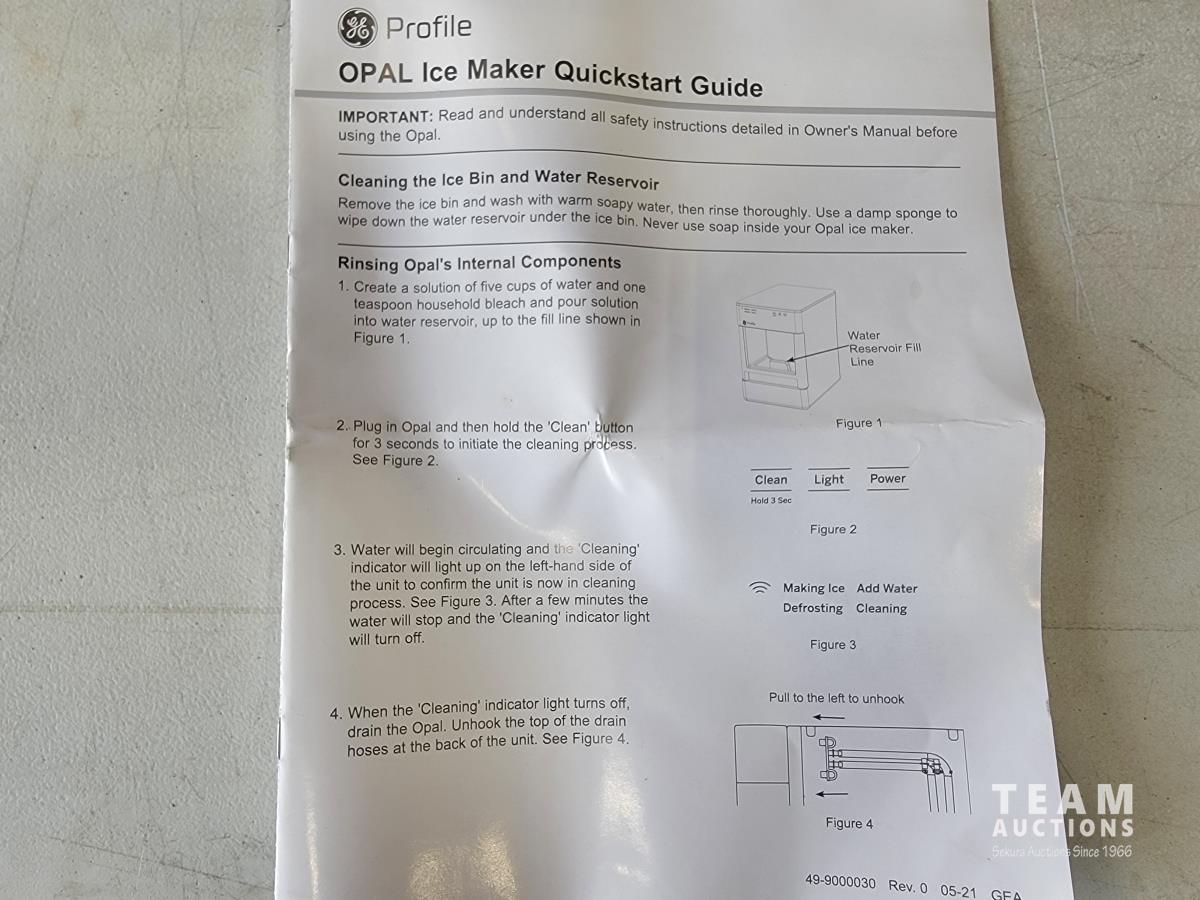 GE Profile
OPAL Ice Maker Quickstart Guide
IMPORTANT: Read and understand all safety instructions detailed in Owner's Manual before
using the Opal.
Cleaning the Ice Bin and Water Reservoir
Remove the ice bin and wash with warm soapy water, then rinse thoroughly. Use a damp sponge to
wipe down the water reservoir under the ice bin. Never use soap inside your Opal ice maker.
Rinsing Opal's Internal Components
1. Create a solution of five cups of water and one
teaspoon household bleach and pour solution
into water reservoir, up to the fill line shown in
Figure 1.
Water
Reservoir Fill
Line
Figure 1
2. Plug in Opal and then hold the 'Clean' button
for 3 seconds to initiate the cleaning process.
See Figure 2.
Clean Light Power
Hold 3 Sec
Figure 2
3. Water will begin circulating and the 'Cleaning'
indicator will light up on the left-hand side of
the unit to confirm the unit is now in cleaning
process. See Figure 3. After a few minutes the
water will stop and the 'Cleaning' indicator light
will turn off.
Making Ice Add Water
Defrosting Cleaning
Figure 3
4. When the 'Cleaning' indicator light turns off,
drain the Opal. Unhook the top of the drain
hoses at the back of the unit. See Figure 4.
Pull to the left to unhook
Figure 4
TEAM
AUCTIONS
Sekura Auctions Since 1966
49-9000030 Rev. 0 05-21 GEA